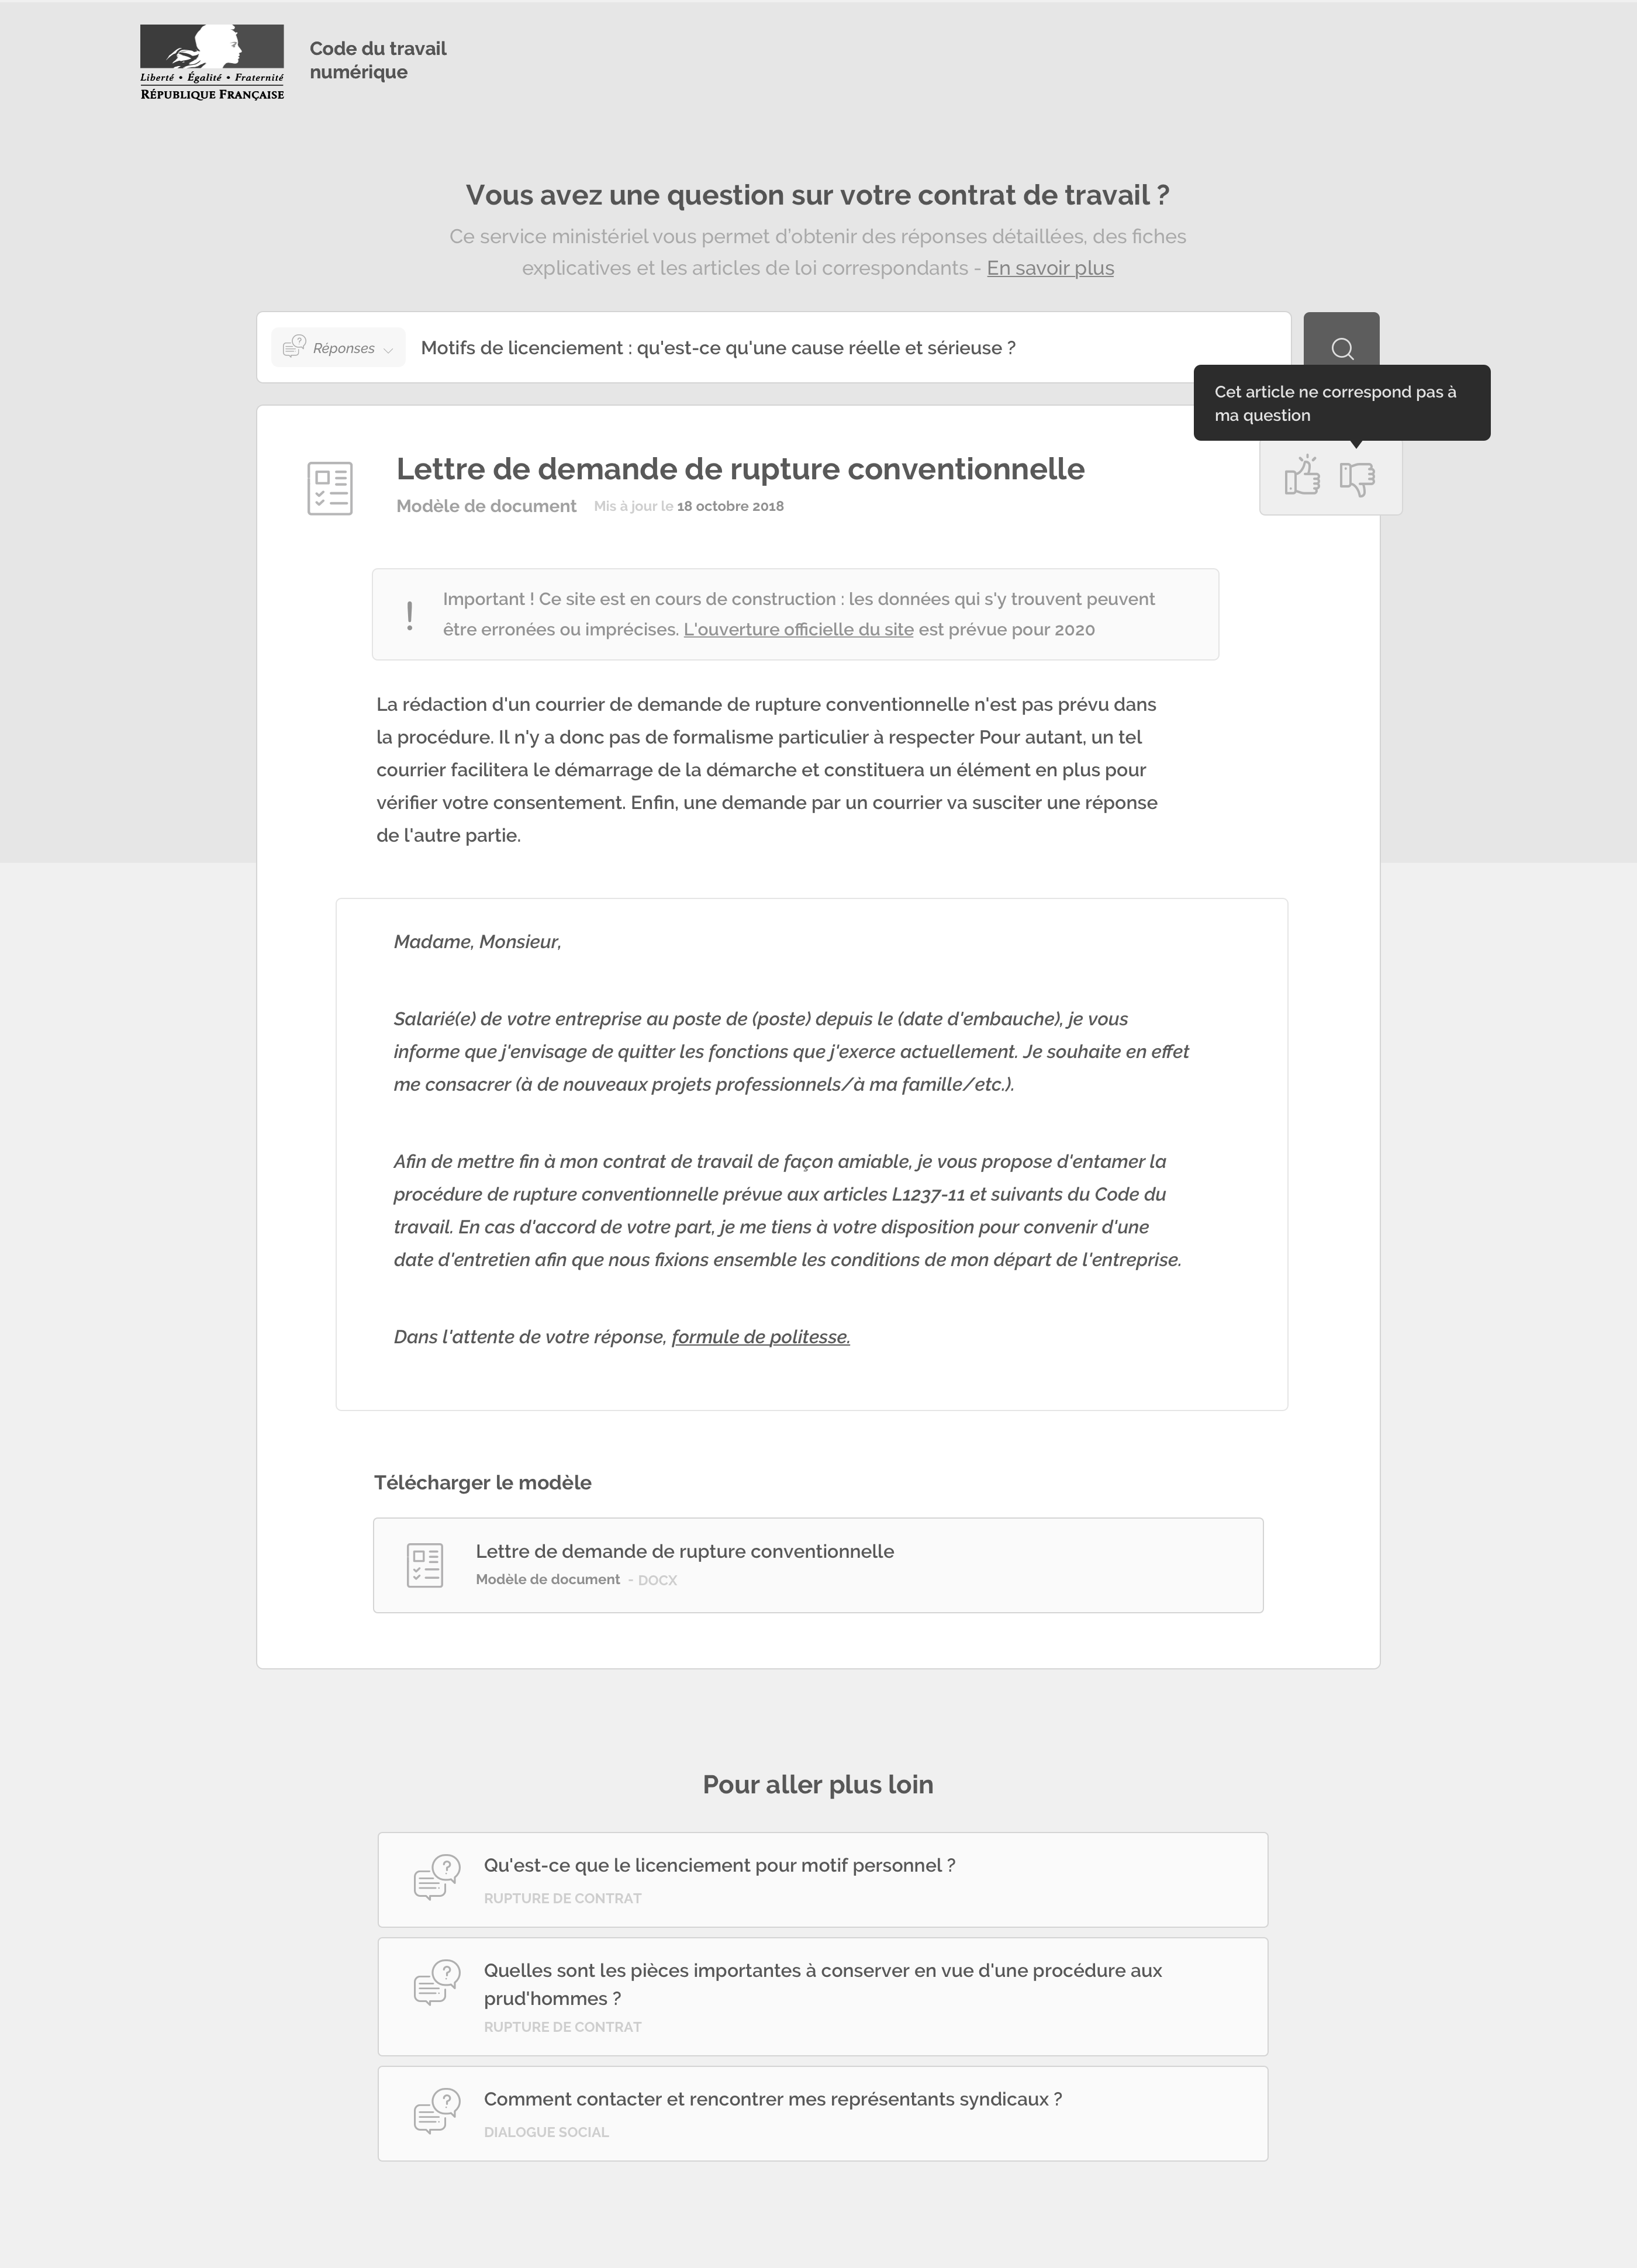 Liberté • Égalité • Fraternité
RÉPUBLIQUE FRANÇAISE
Code du travail
numérique
Vous avez une question sur votre contrat de travail ?
Ce service ministériel vous permet d'obtenir des réponses détaillées, des fiches
explicatives et les articles de loi correspondants - En savoir plus
Réponses
Motifs de licenciement : qu'est-ce qu'une cause réelle et sérieuse ?
Cet article ne correspond pas à
ma question
Lettre de demande de rupture conventionnelle
Modèle de document Mis à jour le 18 octobre 2018
! Important ! Ce site est en cours de construction : les données qui s'y trouvent peuvent
être erronées ou imprécises. L'ouverture officielle du site est prévue pour 2020
La rédaction d'un courrier de demande de rupture conventionnelle n'est pas prévu dans
la procédure. Il n'y a donc pas de formalisme particulier à respecter Pour autant, un tel
courrier facilitera le démarrage de la démarche et constituera un élément en plus pour
vérifier votre consentement. Enfin, une demande par un courrier va susciter une réponse
de l'autre partie.
Madame, Monsieur,
Salarié(e) de votre entreprise au poste de (poste) depuis le (date d'embauche), je vous
informe que j'envisage de quitter les fonctions que j'exerce actuellement. Je souhaite en effet
me consacrer (à de nouveaux projets professionnels/à ma famille/etc.).
Afin de mettre fin à mon contrat de travail de façon amiable, je vous propose d'entamer la
procédure de rupture conventionnelle prévue aux articles L1237-11 et suivants du Code du
travail. En cas d'accord de votre part, je me tiens à votre disposition pour convenir d'une
date d'entretien afin que nous fixions ensemble les conditions de mon départ de l'entreprise.
Dans l'attente de votre réponse, formule de politesse.
Télécharger le modèle
Lettre de demande de rupture conventionnelle
Modèle de document - DOCX
Pour aller plus loin
Qu'est-ce que le licenciement pour motif personnel ?
RUPTURE DE CONTRAT
Quelles sont les pièces importantes à conserver en vue d'une procédure aux
prud'hommes ?
RUPTURE DE CONTRAT
Comment contacter et rencontrer mes représentants syndicaux ?
DIALOGUE SOCIAL